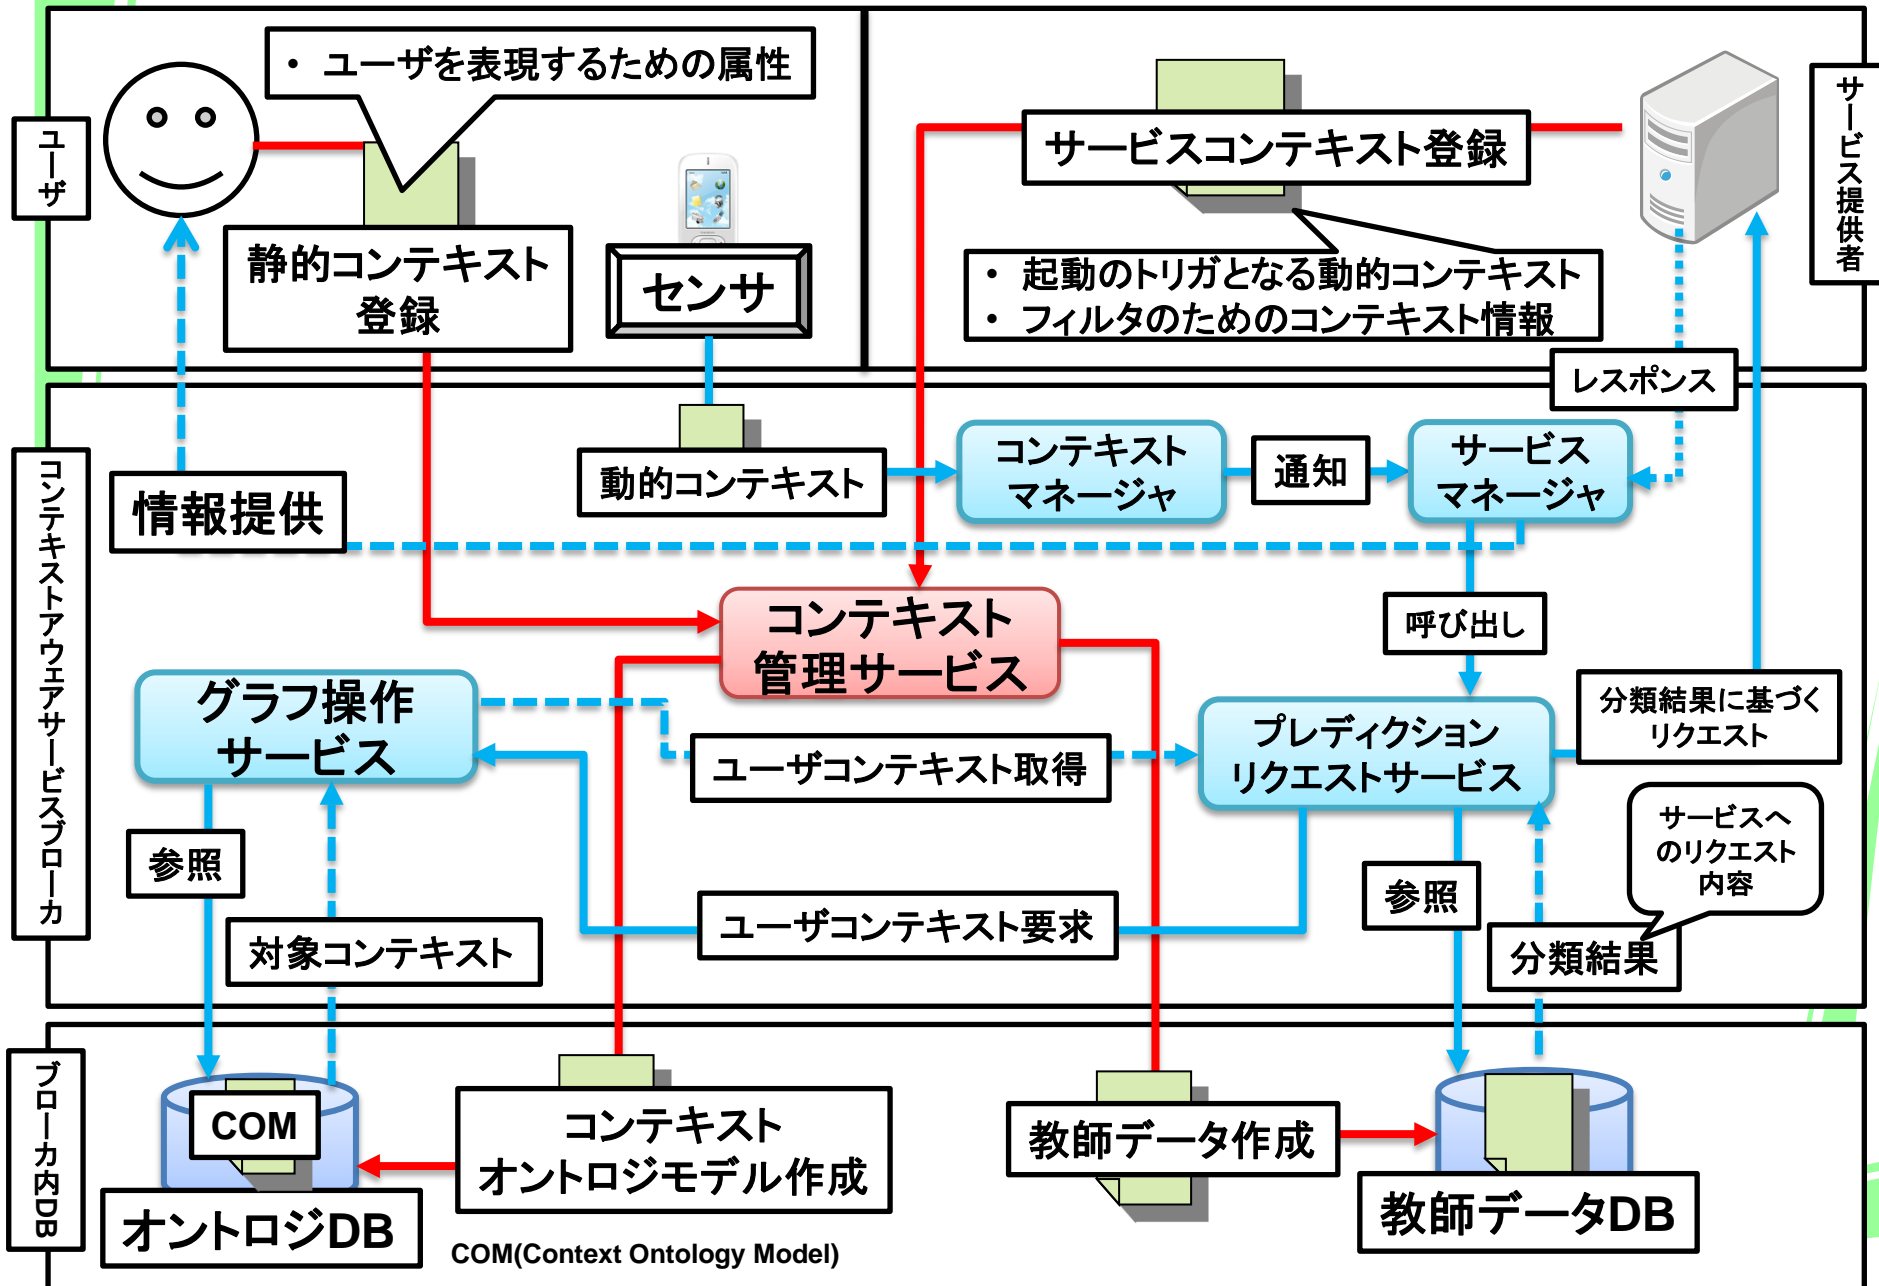 ・ ユーザを表現するための属性
ユーザ
サービスコンテキスト登録
サービス提供者
静的コンテキスト
登録
センサ
・ 起動のトリガとなる動的コンテキスト
・ フィルタのためのコンテキスト情報
レスポンス
コンテキストアウェアサービスブローカ
情報提供
動的コンテキスト
コンテキスト
マネージャ
通知
サービス
マネージャ
コンテキスト
管理サービス
呼び出し
グラフ操作
サービス
ユーザコンテキスト取得
プレディクション
リクエストサービス
分類結果に基づく
リクエスト
参照
対象コンテキスト
ユーザコンテキスト要求
参照
サービスへ
のリクエスト
内容
分類結果
ブローカ内DB
COM
オントロジDB
コンテキスト
オントロジモデル作成
教師データ作成
教師データDB
COM(Context Ontology Model)